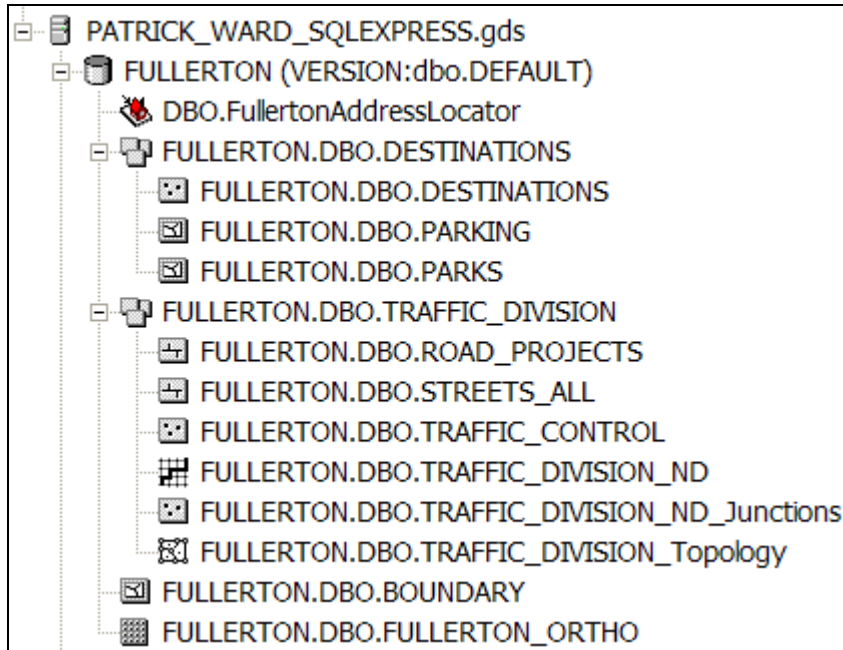 PATRICK_WARD_SQLEXPRESS.gds
FULLERTON (VERSION:dbo.DEFAULT)
DBO.FullertonAddressLocator
FULLERTON.DBO.DESTINATIONS
FULLERTON.DBO.DESTINATIONS
FULLERTON.DBO.PARKING
FULLERTON.DBO.PARKS
FULLERTON.DBO.TRAFFIC_DIVISION
FULLERTON.DBO.ROAD_PROJECTS
FULLERTON.DBO.STREETS_ALL
FULLERTON.DBO.TRAFFIC_CONTROL
FULLERTON.DBO.TRAFFIC_DIVISION_ND
FULLERTON.DBO.TRAFFIC_DIVISION_ND_Junctions
FULLERTON.DBO.TRAFFIC_DIVISION_Topology
FULLERTON.DBO.BOUNDARY
FULLERTON.DBO.FULLERTON_ORTHO